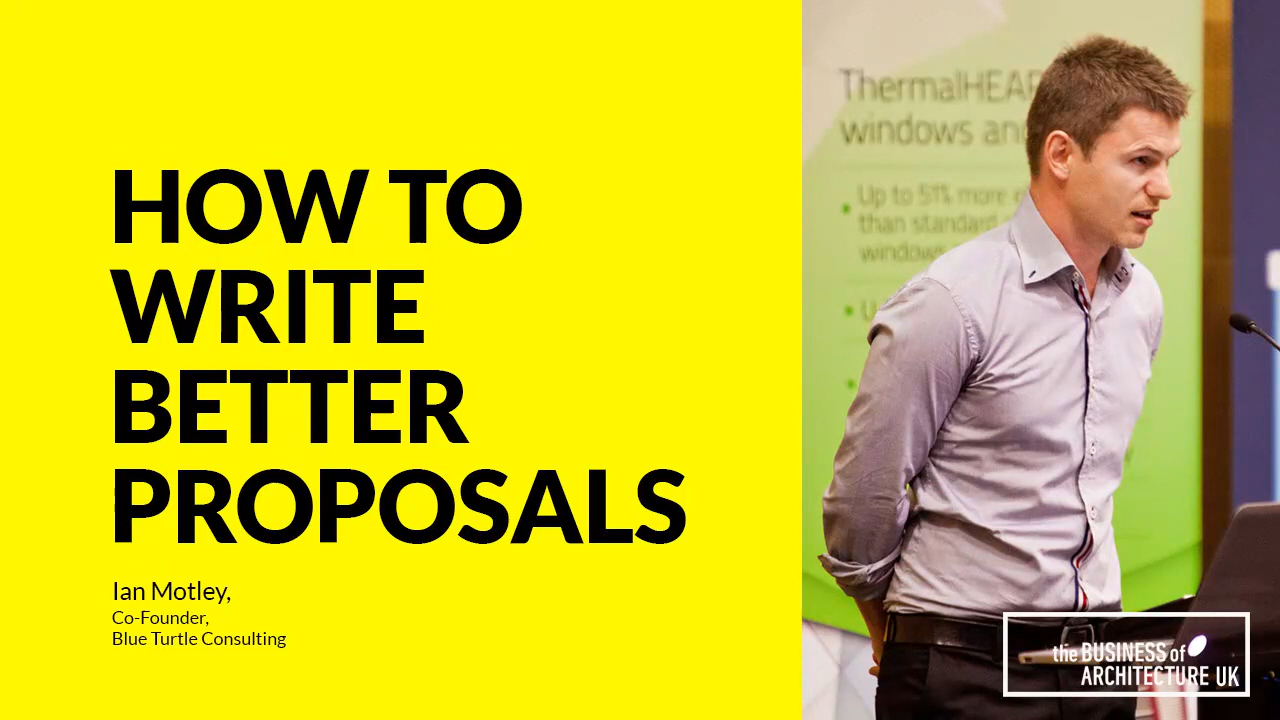 HOW TO
WRITE
BETTER
PROPOSALS
Ian Motley,
Co-Founder,
Blue Turtle Consulting
windows and
Up to 51% more
than standard
windows
the BUSINESS of
ARCHITECTURE UK